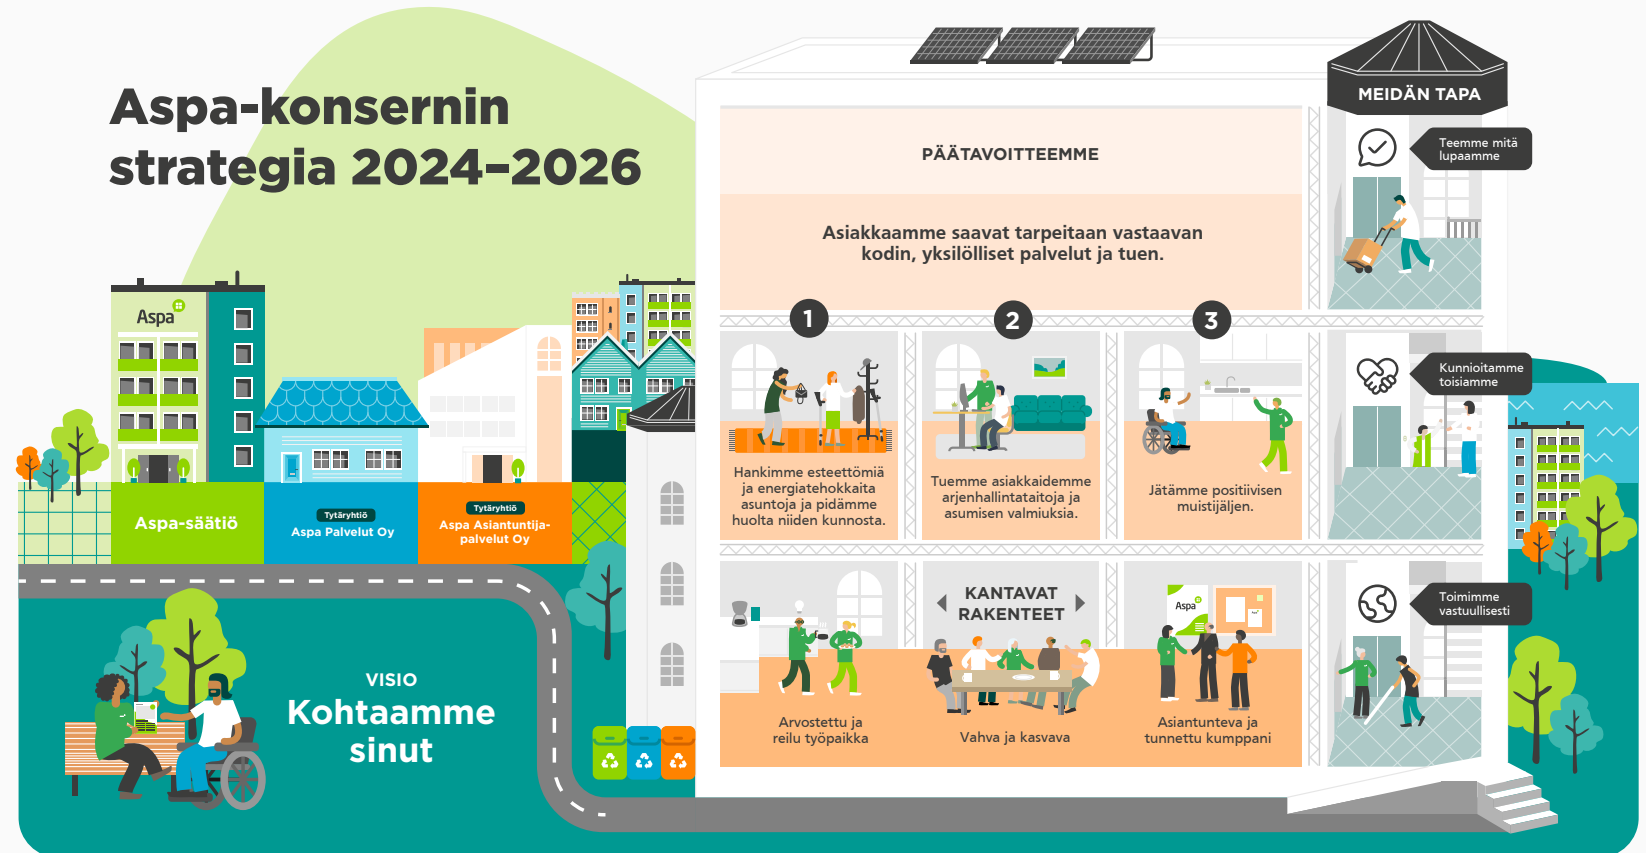 Aspa-konsernin
strategia 2024–2026
Aspa
Aspa-säätiö
Tytäryhtiö
Aspa Palvelut Oy
Tytäryhtiö
Aspa Asiantuntija-
palvelut Oy
VISIO
Kohtaamme
sinut
PÄÄTAVOITTEEMME
Asiakkaamme saavat tarpeitaan vastaavan
kodin, yksilölliset palvelut ja tuen.
1
Hankimme esteettömiä
ja energiatehokkaita
asuntoja ja pidämme
huolta niiden kunnosta.
2
Tuemme asiakkaidemme
arjenhallintataitoja ja
asumisen valmiuksia.
3
Jätämme positiivisen
muistijäljen.
KANTAVAT
RAKENTEET
Arvostettu ja
reilu työpaikka
Vahva ja kasvava
Aspa
Asiantunteva ja
tunnettu kumppani
MEIDÄN TAPA
Teemme mitä
lupaamme
Kunnioitamme
toisiamme
Toimimme
vastuullisesti